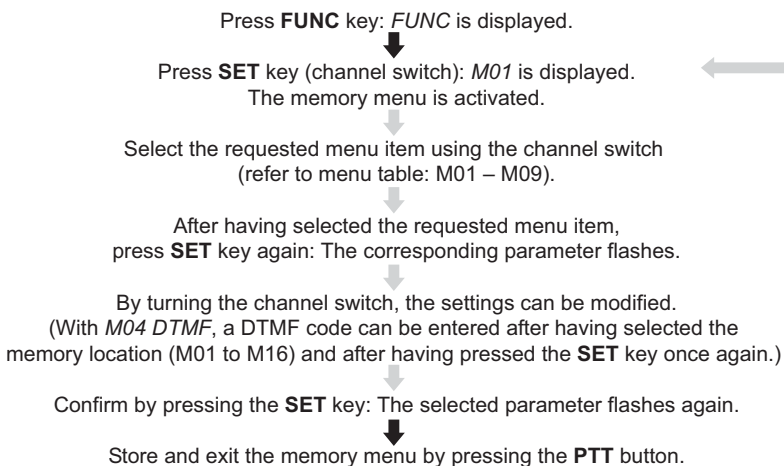 Press FUNC key: FUNC is displayed.
Press SET key (channel switch): M01 is displayed.
The memory menu is activated.
Select the requested menu item using the channel switch
(refer to menu table: M01 – M09).
After having selected the requested menu item,
press SET key again: The corresponding parameter flashes.
By turning the channel switch, the settings can be modified.
(With M04 DTMF, a DTMF code can be entered after having selected the
memory location (M01 to M16) and after having pressed the SET key once again.)
Confirm by pressing the SET key: The selected parameter flashes again.
Store and exit the memory menu by pressing the PTT button.